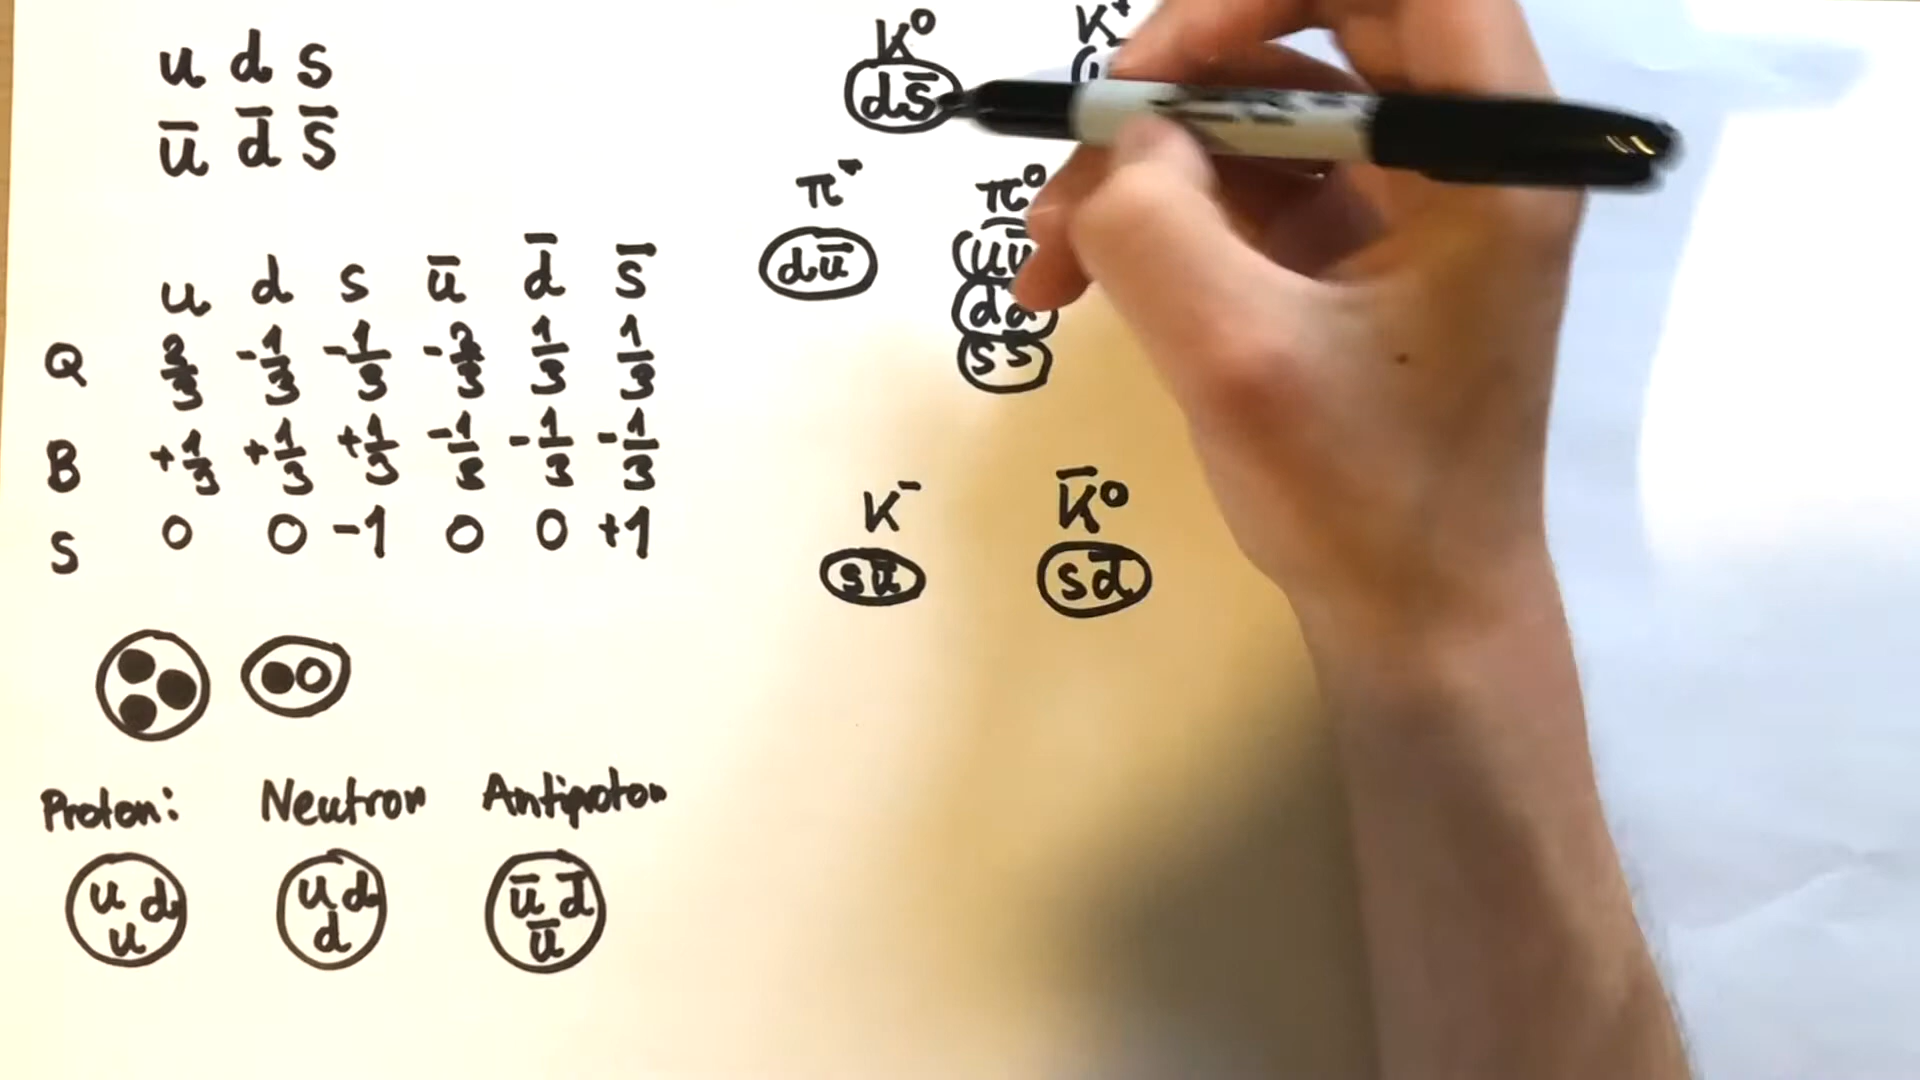 u d s
ū d̄ s̄
u d s ū d̄ s̄
Q 2/3 -1/3 -1/3 -2/3 1/3 1/3
B +1/3 +1/3 +1/3 -1/3 -1/3 -1/3
S 0 0 -1 0 0 +1
Proton: Neutron Antiproton
u d u
u d d
ū d̄ ū
K⁰ K⁺
ds̄
π⁻ π⁰
dū uū
dd̄
ss̄
K⁻ K̄⁰
sū sd̄